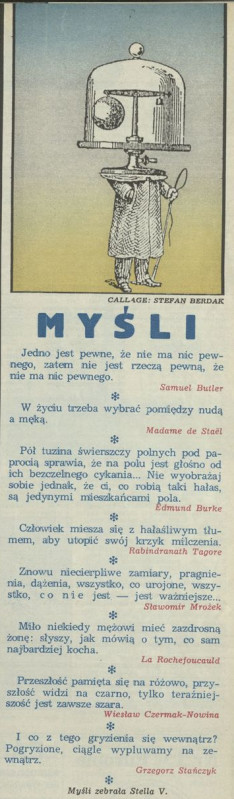 CALLAGE: STEFAN BERDAK
MYŚLI
Jedno jest pewne, że nie ma nic pew-
nego, zatem nie jest rzeczą pewną, że
nie ma nic pewnego.
Samuel Butler
W życiu trzeba wybrać pomiędzy nudą
a męką.
Madame de Staël
Pół tuzina świerszczy polnych pod pa-
procią sprawia, że na polu jest głośno od
ich bezczelnego cykania... Nie wyobrażaj
sobie jednak, że ci, co robią taki hałas,
są jedynymi mieszkańcami pola.
Edmund Burke
Człowiek miesza się z hałaśliwym tłu-
mem, aby utopić swój krzyk milczenia.
Rabindranath Tagore
Znowu niecierpliwe zamiary, pragnie-
nia, dążenia, wszystko, co urojone, wszy-
stko, co nie jest — jest ważniejsze...
Sławomir Mrożek
Miło niekiedy mężowi mieć zazdrosną
żonę: słyszy, jak mówią o tym, co sam
najbardziej kocha.
La Rochefoucauld
Przeszłość pamięta się na różowo, przy-
szłość widzi na czarno, tylko teraźniej-
szość jest zawsze szara.
Wiesław Czermak-Nowina
I co z tego gryzienia się wewnątrz?
Pogryzione, ciągle wypluwamy na ze-
wnątrz.
Grzegorz Stańczyk
Myśli zebrała Stella V.